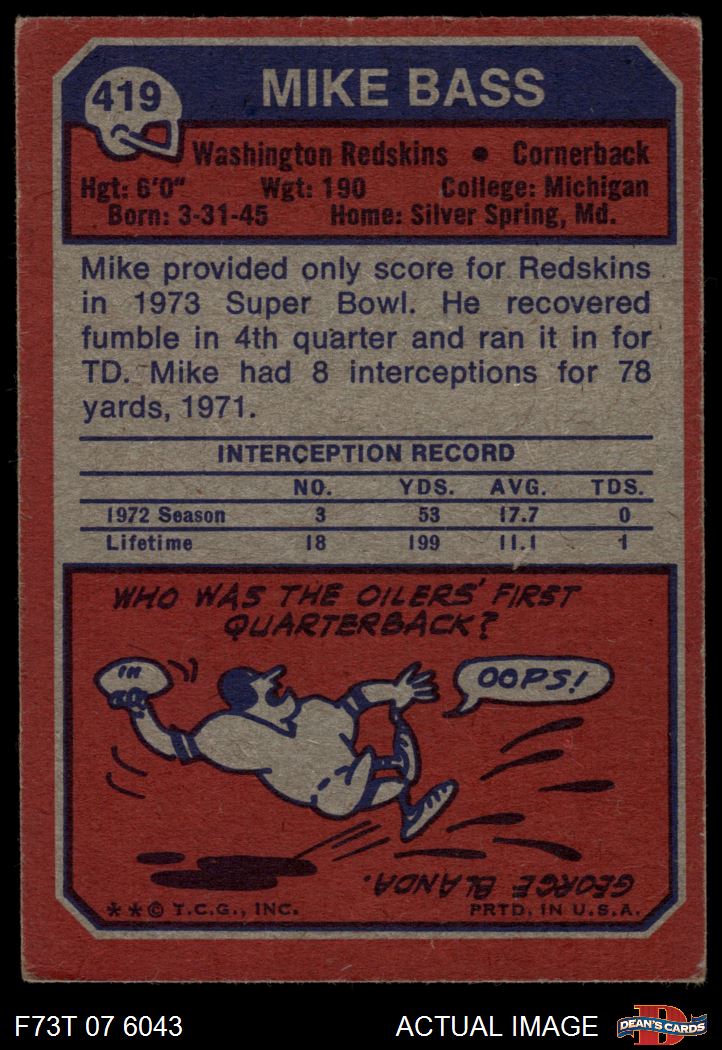 419
MIKE BASS
Washington Redskins • Cornerback
Hgt: 6'0" Wgt: 190 College: Michigan
Born: 3-31-45 Home: Silver Spring, Md.
Mike provided only score for Redskins
in 1973 Super Bowl. He recovered
fumble in 4th quarter and ran it in for
TD. Mike had 8 interceptions for 78
yards, 1971.
INTERCEPTION RECORD
NO. YDS. AVG. TDS.
1972 Season 3 53 17.7 0
Lifetime 18 199 11.1 1
WHO WAS THE OILERS' FIRST
QUARTERBACK?
IN
OOPS!
GEORGE BLANDA.
**© T.C.G., INC. PRTD. IN U.S.A.
F73T 07 6043 ACTUAL IMAGE
D
DEAN'S CARDS